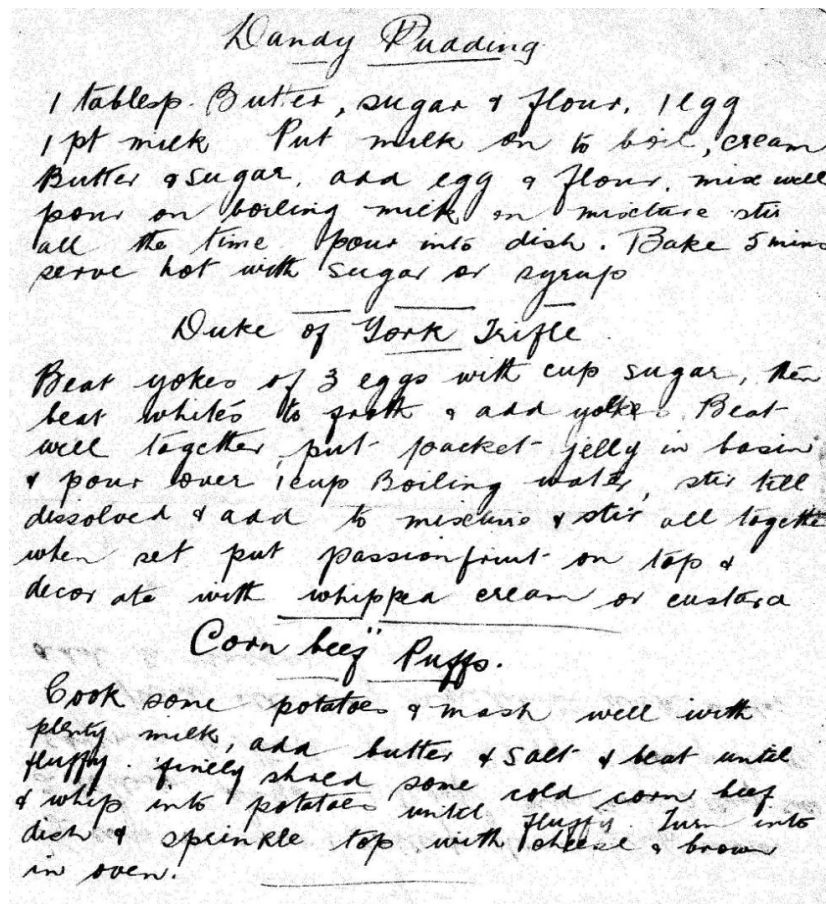 Dandy Pudding
1 tablesp. Butter, sugar & flour, 1 egg
1 pt milk Put milk on to boil, cream
Butter & sugar, add egg & flour, mix well
pour on boiling milk on mixture stir
all the time. pour into dish. Bake 5 mins
serve hot with sugar or syrup
Duke of York Trifle
Beat yokes of 3 eggs with cup sugar, then
beat whites to froth & add yolkes. Beat
well together, put packet jelly in basin
& pour over 1 cup Boiling water, stir till
dissolved & add to mixture & stir all togethe
when set put passionfruit on top &
decorate with whipped cream or custard
Corn beef Puffs.
Cook some potatoes & mash well with
plenty milk, add butter & salt & beat until
fluffy. finely shred some cold corn beef
& whip into potatoes until fluffy. Turn into
dish & sprinkle top with cheese & brown
in oven.